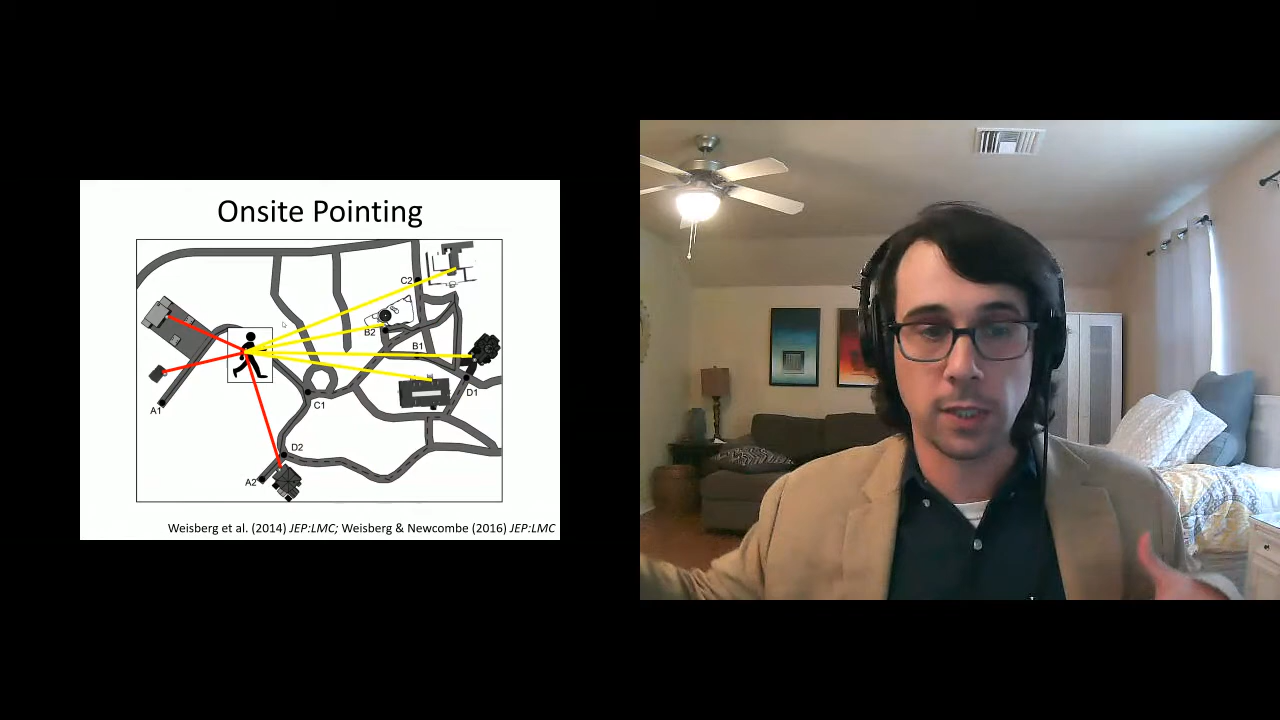 Onsite Pointing
C2
B2
B1
D1
A1
C1
D2
A2
Weisberg et al. (2014) JEP:LMC; Weisberg & Newcombe (2016) JEP:LMC